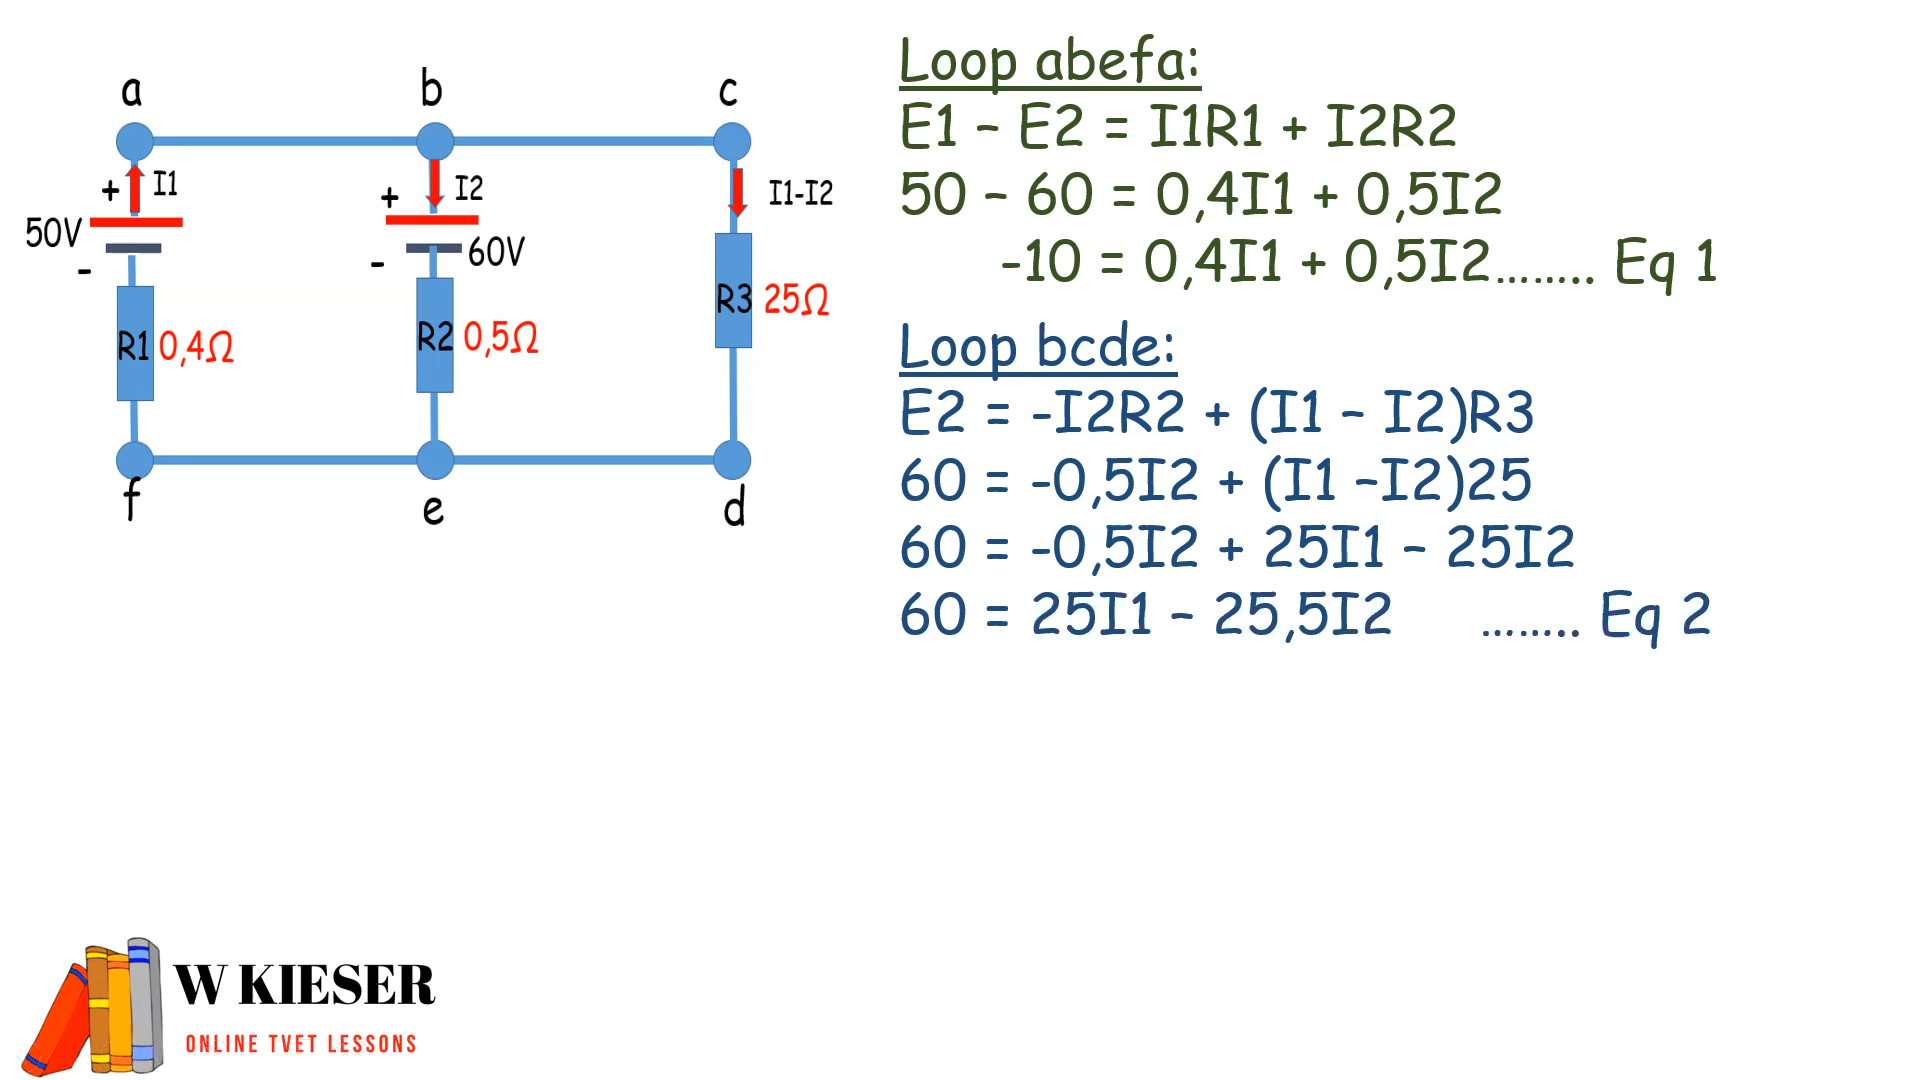 a
b
c
+
I1
+
I2
I1-I2
50V
-
-
60V
R1
0,4Ω
R2
0,5Ω
R3
25Ω
f
e
d
Loop abefa:
E1 – E2 = I1R1 + I2R2
50 – 60 = 0,4I1 + 0,5I2
-10 = 0,4I1 + 0,5I2........ Eq 1
Loop bcde:
E2 = -I2R2 + (I1 – I2)R3
60 = -0,5I2 + (I1 –I2)25
60 = -0,5I2 + 25I1 – 25I2
60 = 25I1 – 25,5I2 ........ Eq 2
W KIESER
ONLINE TVET LESSONS